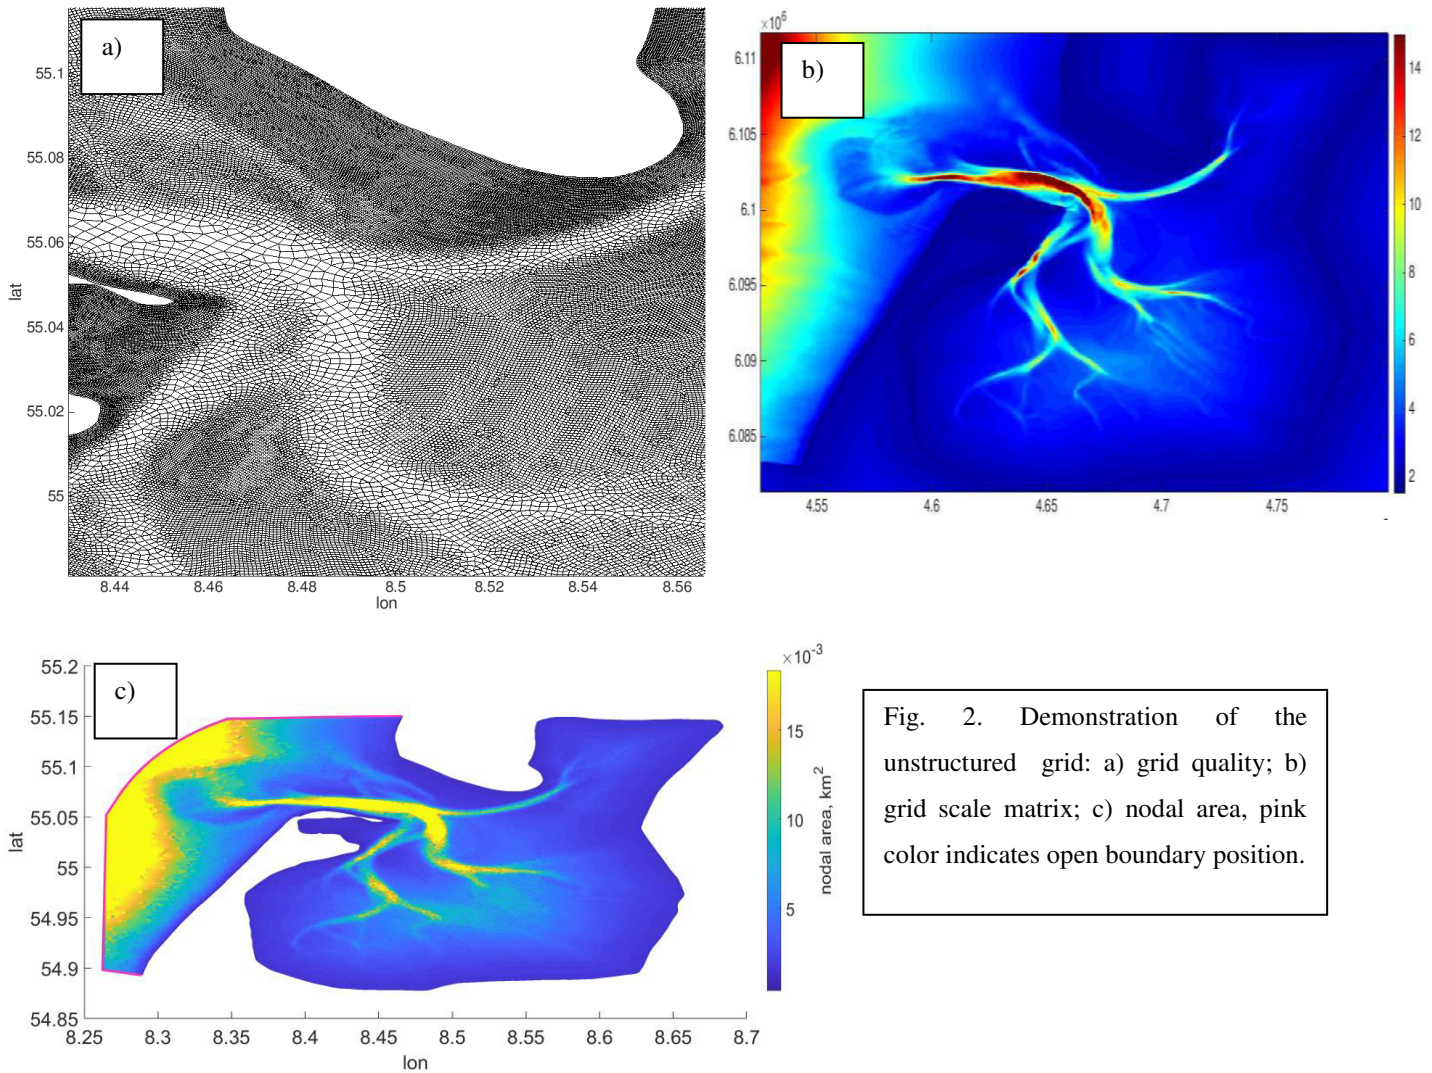 a)
55.1
55.08
55.06
55.04
55.02
55
lat
8.44 8.46 8.48 8.5 8.52 8.54 8.56
lon
×10⁶
b)
6.11
6.105
6.1
6.095
6.09
6.085
4.55 4.6 4.65 4.7 4.75
14
12
10
8
6
4
2
c)
55.2
55.15
55.1
55.05
55
54.95
54.9
54.85
lat
8.25 8.3 8.35 8.4 8.45 8.5 8.55 8.6 8.65 8.7
lon
×10⁻³
15
10
5
nodal area, km²
Fig. 2. Demonstration of the
unstructured grid: a) grid quality; b)
grid scale matrix; c) nodal area, pink
color indicates open boundary position.